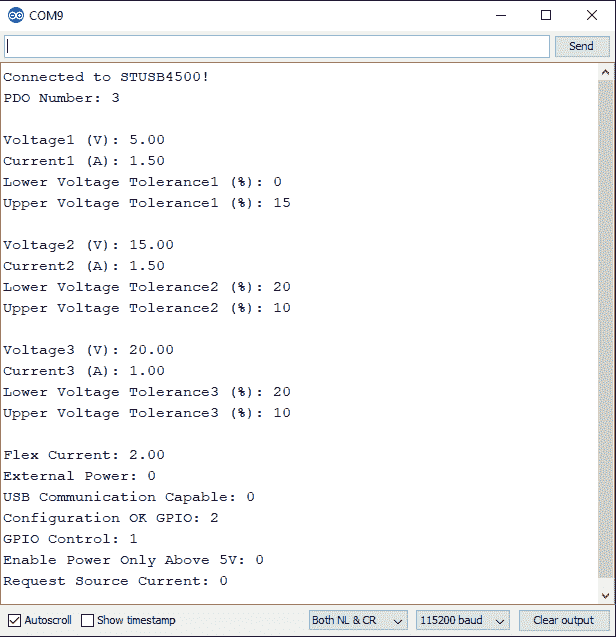 COM9
Send
Connected to STUSB4500!
PDO Number: 3
Voltage1 (V): 5.00
Current1 (A): 1.50
Lower Voltage Tolerance1 (%): 0
Upper Voltage Tolerance1 (%): 15
Voltage2 (V): 15.00
Current2 (A): 1.50
Lower Voltage Tolerance2 (%): 20
Upper Voltage Tolerance2 (%): 10
Voltage3 (V): 20.00
Current3 (A): 1.00
Lower Voltage Tolerance3 (%): 20
Upper Voltage Tolerance3 (%): 10
Flex Current: 2.00
External Power: 0
USB Communication Capable: 0
Configuration OK GPIO: 2
GPIO Control: 1
Enable Power Only Above 5V: 0
Request Source Current: 0
Autoscroll Show timestamp Both NL & CR 115200 baud Clear output